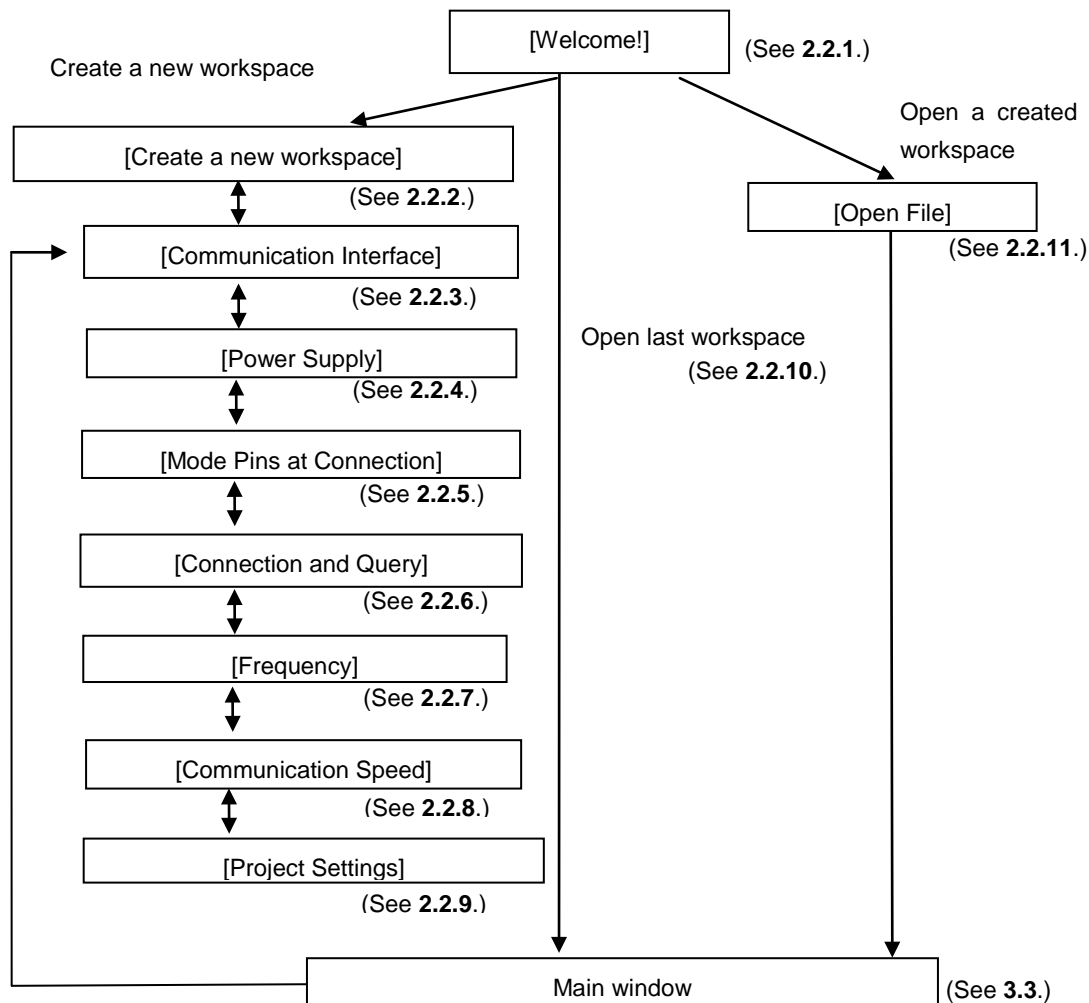 [Welcome!]
(See 2.2.1.)
Create a new workspace
Open a created
workspace
[Create a new workspace]
(See 2.2.2.)
[Open File]
(See 2.2.11.)
[Communication Interface]
(See 2.2.3.)
Open last workspace
(See 2.2.10.)
[Power Supply]
(See 2.2.4.)
[Mode Pins at Connection]
(See 2.2.5.)
[Connection and Query]
(See 2.2.6.)
[Frequency]
(See 2.2.7.)
[Communication Speed]
(See 2.2.8.)
[Project Settings]
(See 2.2.9.)
Main window
(See 3.3.)